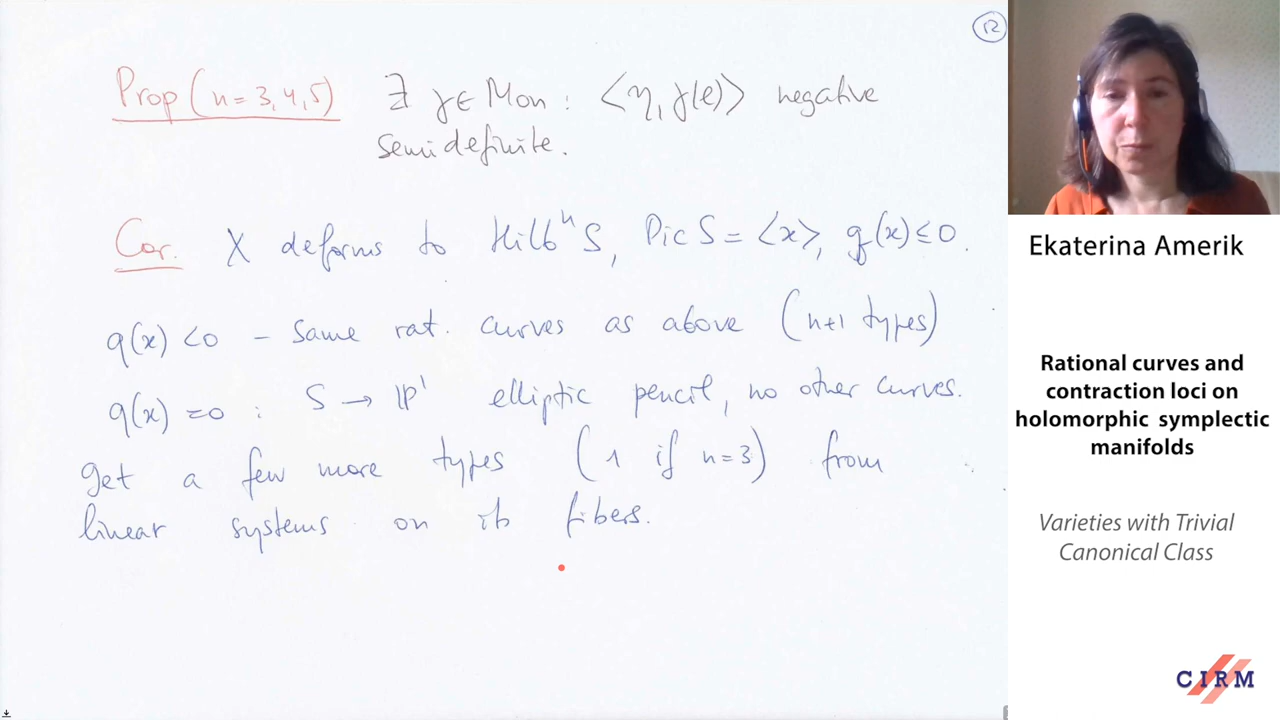 12
Prop (n=3,4,5) ∃ γ∈ Mon : <η, γ(e)> negative
semidefinite.
Cor. X deforms to Hilbⁿ S, Pic S = <x>, q(x) ≤ 0.
q(x) <0 – same rat. curves as above (n+1 types)
q(x) =0 : S → ℙ¹ elliptic pencil, no other curves.
get a few more types (1 if n=3) from
linear systems on its fibers.
Ekaterina Amerik
Rational curves and
contraction loci on
holomorphic symplectic
manifolds
Varieties with Trivial
Canonical Class
CIRM